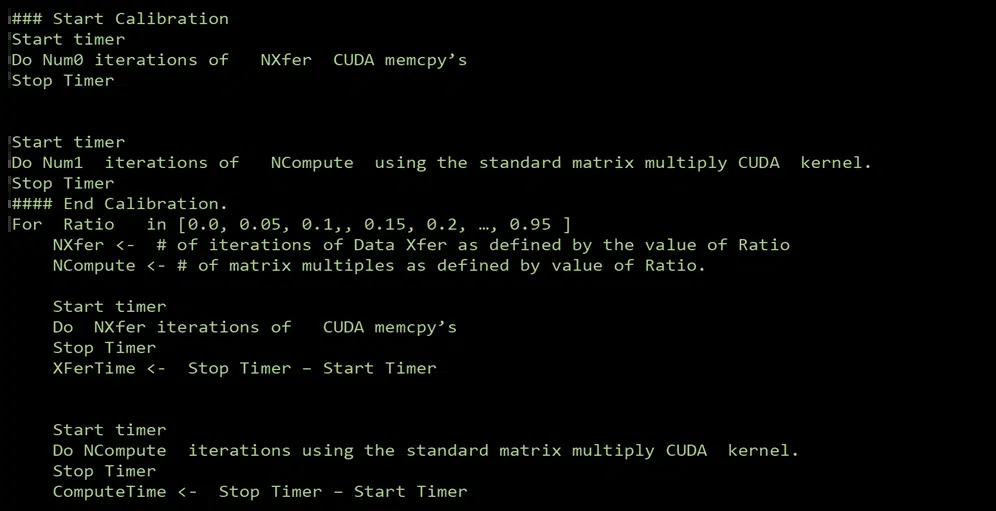 ### Start Calibration
Start timer
Do Num0 iterations of NXfer CUDA memcpy’s
Stop Timer
Start timer
Do Num1 iterations of NCompute using the standard matrix multiply CUDA kernel.
Stop Timer
#### End Calibration.
For Ratio in [0.0, 0.05, 0.1,, 0.15, 0.2, …, 0.95 ]
NXfer <- # of iterations of Data Xfer as defined by the value of Ratio
NCompute <- # of matrix multiples as defined by value of Ratio.
Start timer
Do NXfer iterations of CUDA memcpy’s
Stop Timer
XFerTime <- Stop Timer – Start Timer
Start timer
Do NCompute iterations using the standard matrix multiply CUDA kernel.
Stop Timer
ComputeTime <- Stop Timer – Start Timer